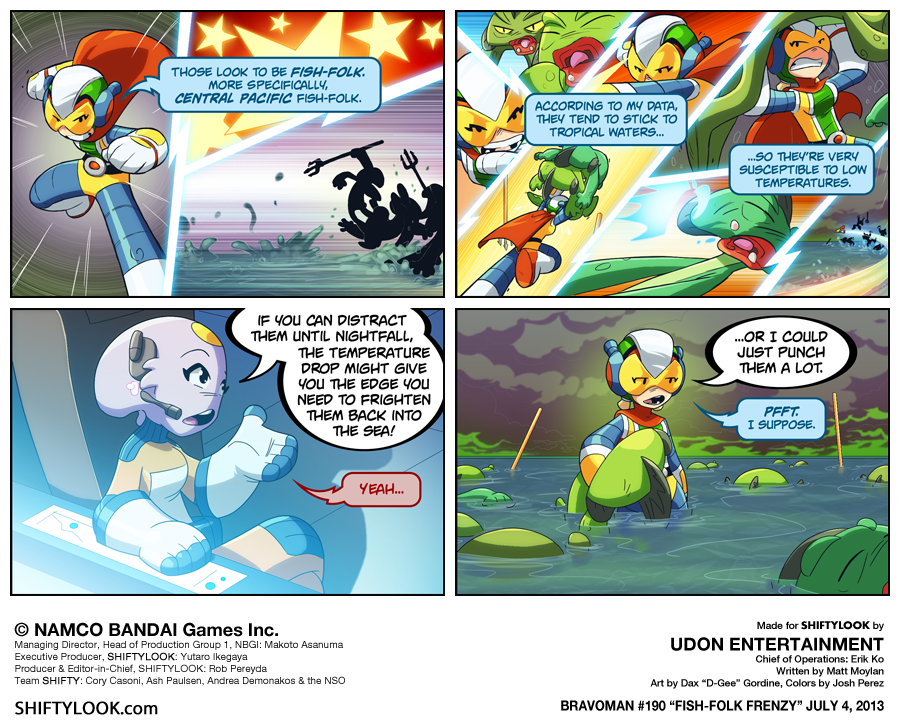 THOSE LOOK TO BE FISH-FOLK.
MORE SPECIFICALLY,
CENTRAL PACIFIC FISH-FOLK.
ACCORDING TO MY DATA,
THEY TEND TO STICK TO
TROPICAL WATERS...
...SO THEY'RE VERY
SUSCEPTIBLE TO LOW
TEMPERATURES.
IF YOU CAN DISTRACT
THEM UNTIL NIGHTFALL,
THE TEMPERATURE
DROP MIGHT GIVE
YOU THE EDGE YOU
NEED TO FRIGHTEN
THEM BACK INTO
THE SEA!
YEAH...
...OR I COULD
JUST PUNCH
THEM A LOT.
PFFT.
I SUPPOSE.
© NAMCO BANDAI Games Inc.
Managing Director, Head of Production Group 1, NBGI: Makoto Asanuma
Executive Producer, SHIFTYLOOK: Yutaro Ikegaya
Producer & Editor-in-Chief, SHIFTYLOOK: Rob Pereyda
Team SHIFTY: Cory Casoni, Ash Paulsen, Andrea Demonakos & the NSO
SHIFTYLOOK.com
Made for SHIFTYLOOK by
UDON ENTERTAINMENT
Chief of Operations: Erik Ko
Written by Matt Moylan
Art by Dax "D-Gee" Gordine, Colors by Josh Perez
BRAVOMAN #190 "FISH-FOLK FRENZY" JULY 4, 2013